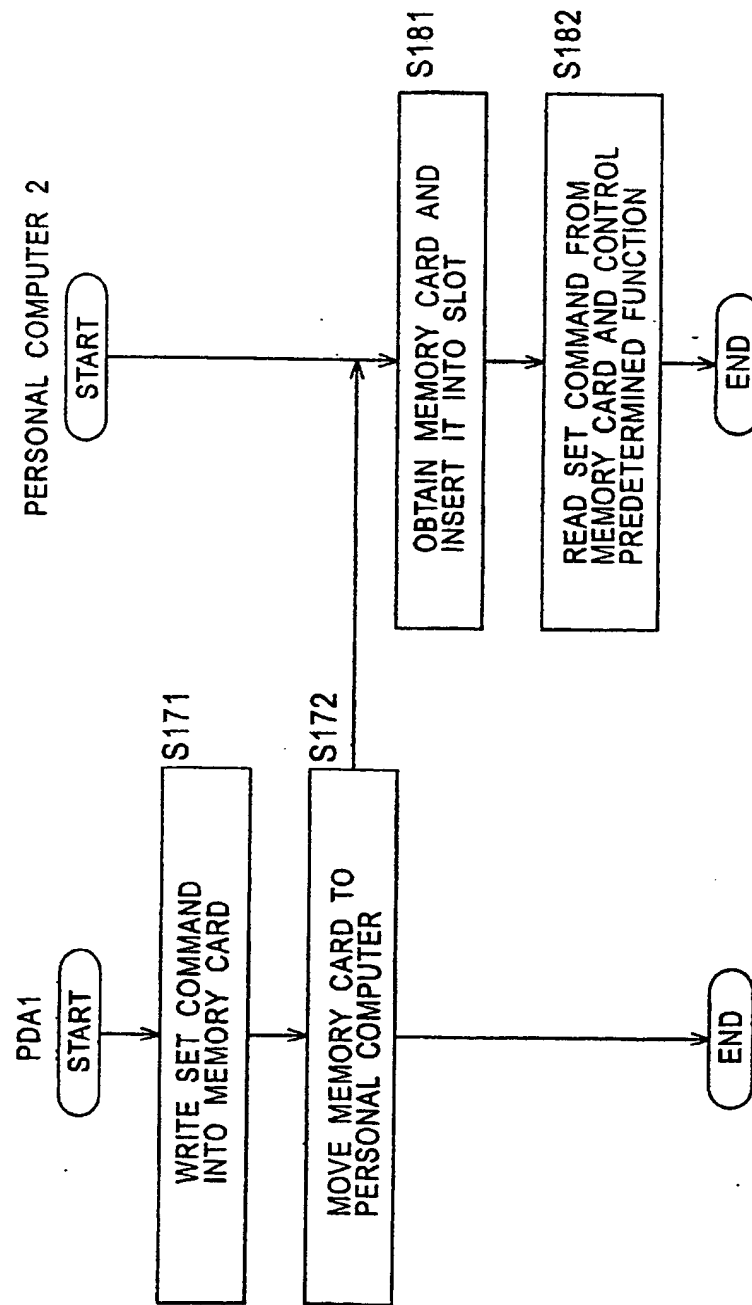 PDA1
START
S171
WRITE SET COMMAND
INTO MEMORY CARD
S172
MOVE MEMORY CARD TO
PERSONAL COMPUTER
END
PERSONAL COMPUTER 2
START
S181
OBTAIN MEMORY CARD AND
INSERT IT INTO SLOT
S182
READ SET COMMAND FROM
MEMORY CARD AND CONTROL
PREDETERMINED FUNCTION
END